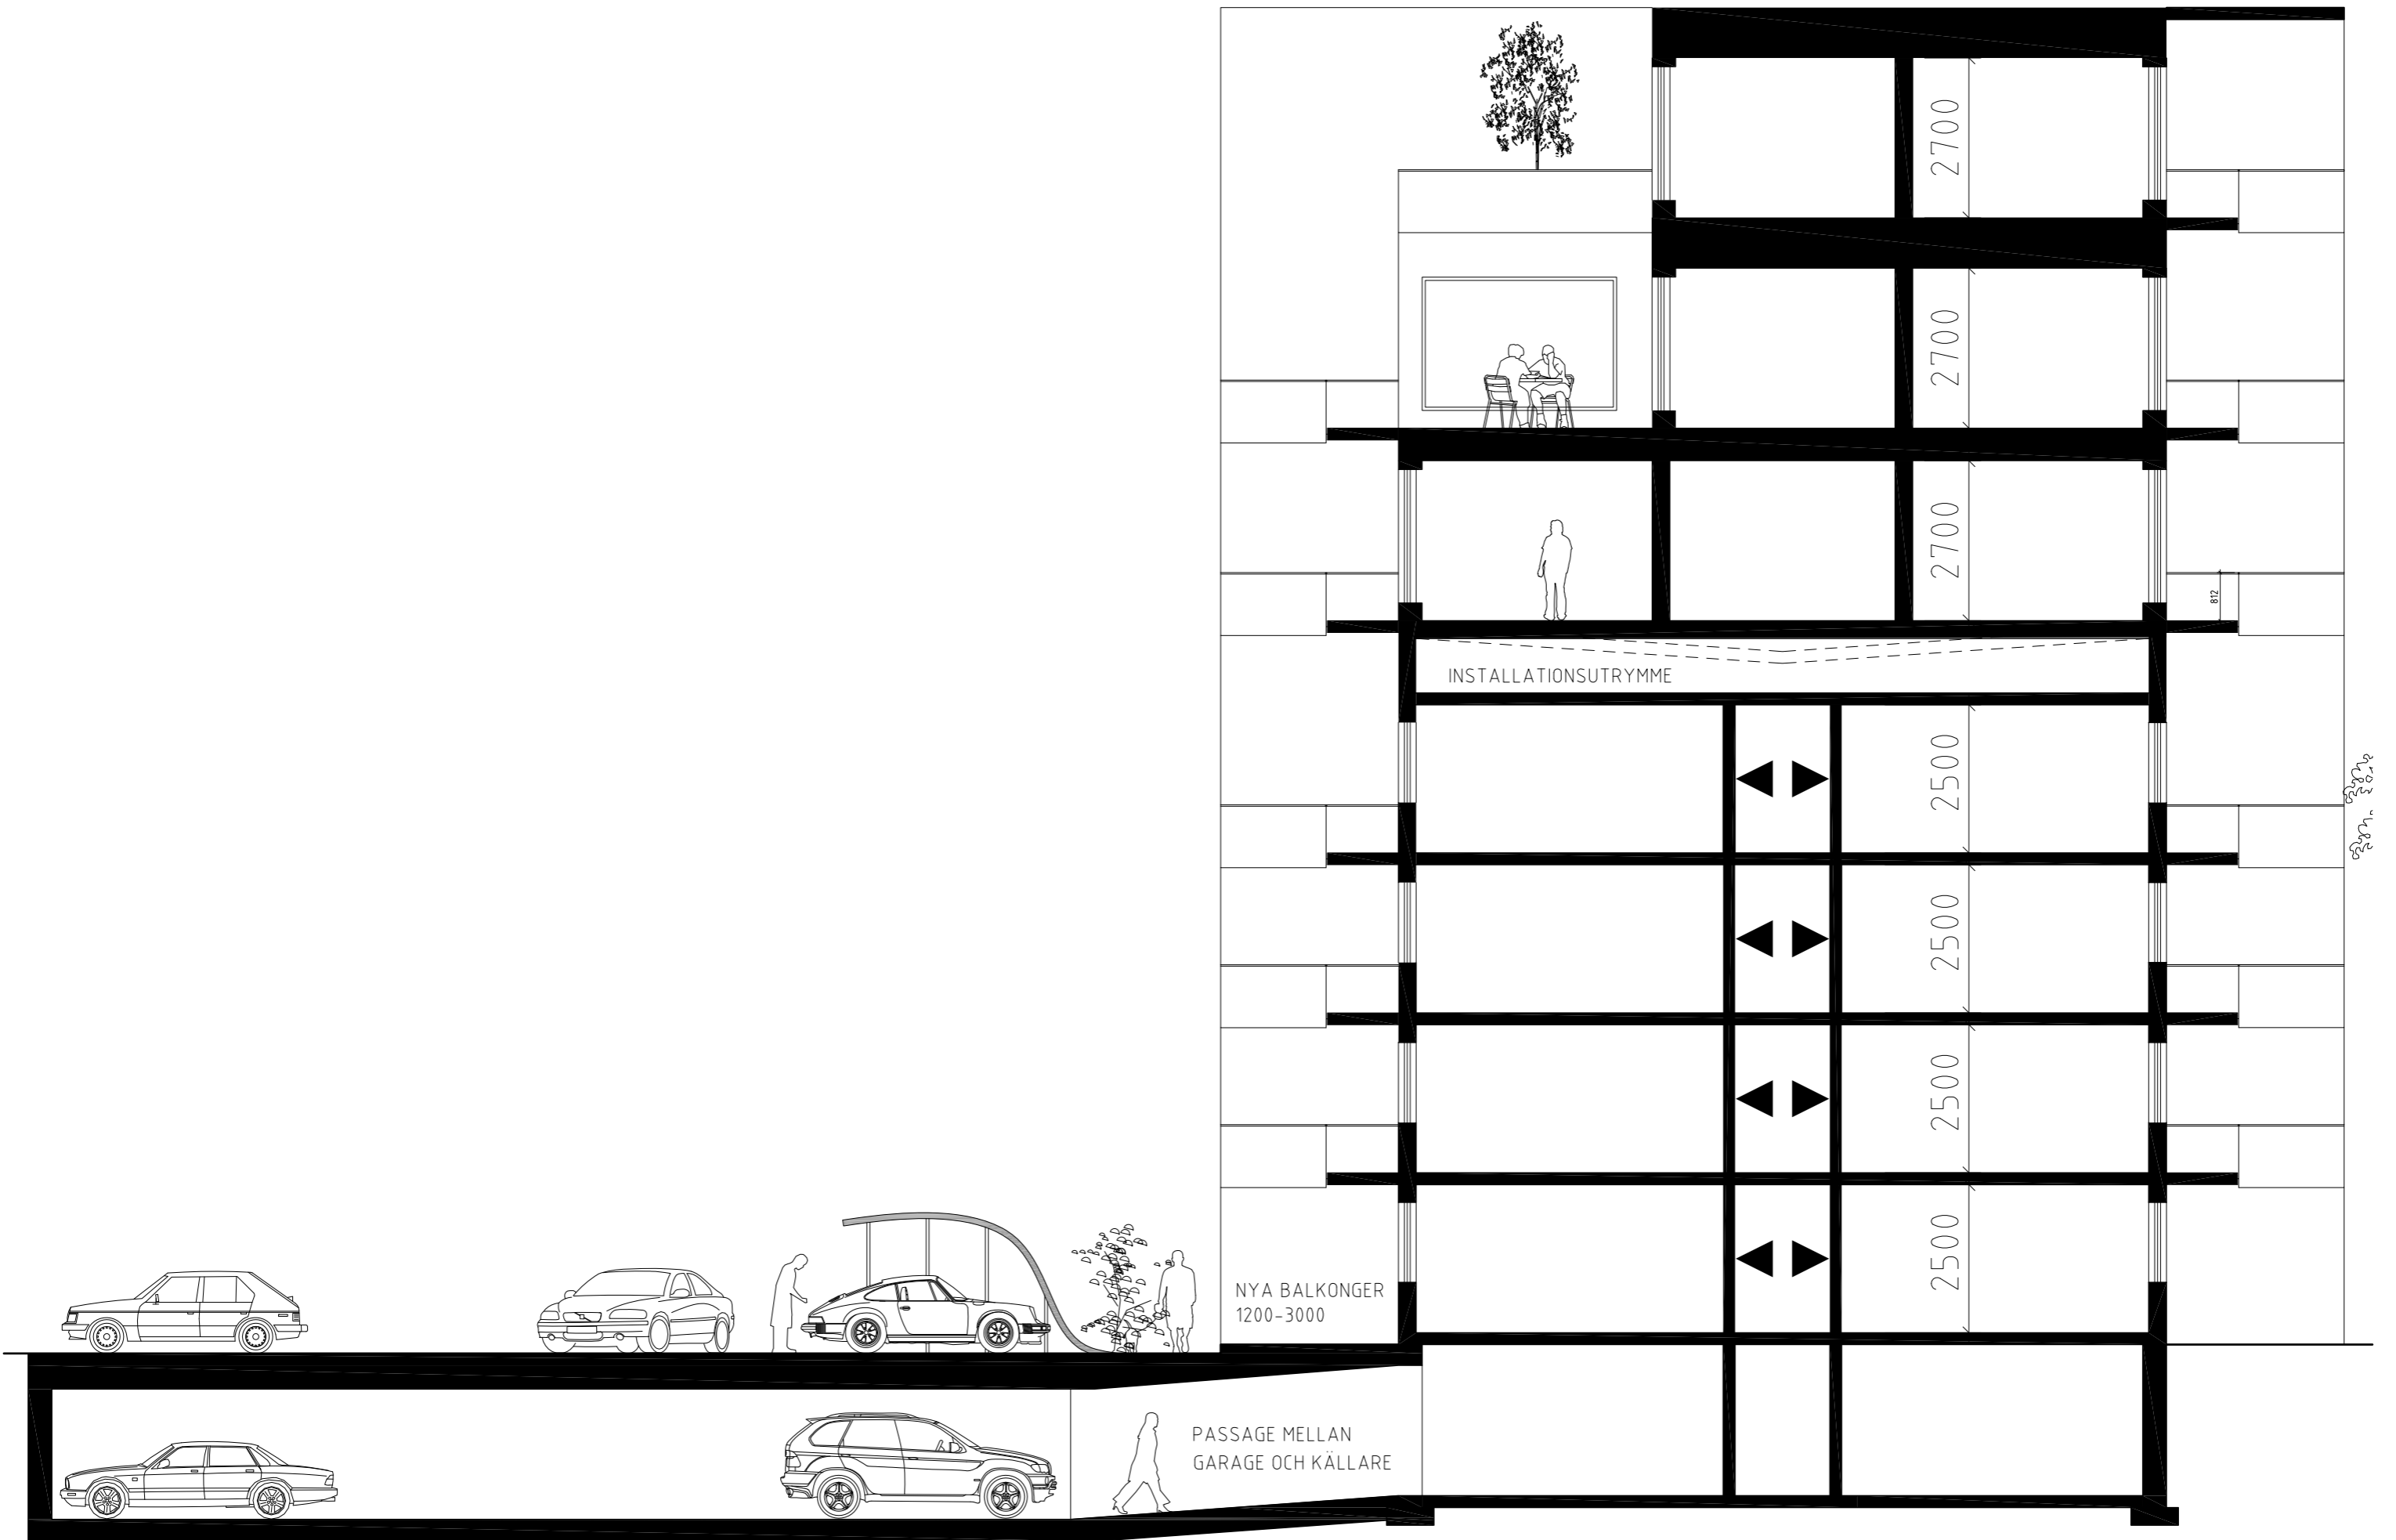 2700
2700
2700
812
INSTALLATIONSUTRYMME
2500
2500
2500
2500
NYA BALKONGER
1200-3000
PASSAGE MELLAN
GARAGE OCH KÄLLARE